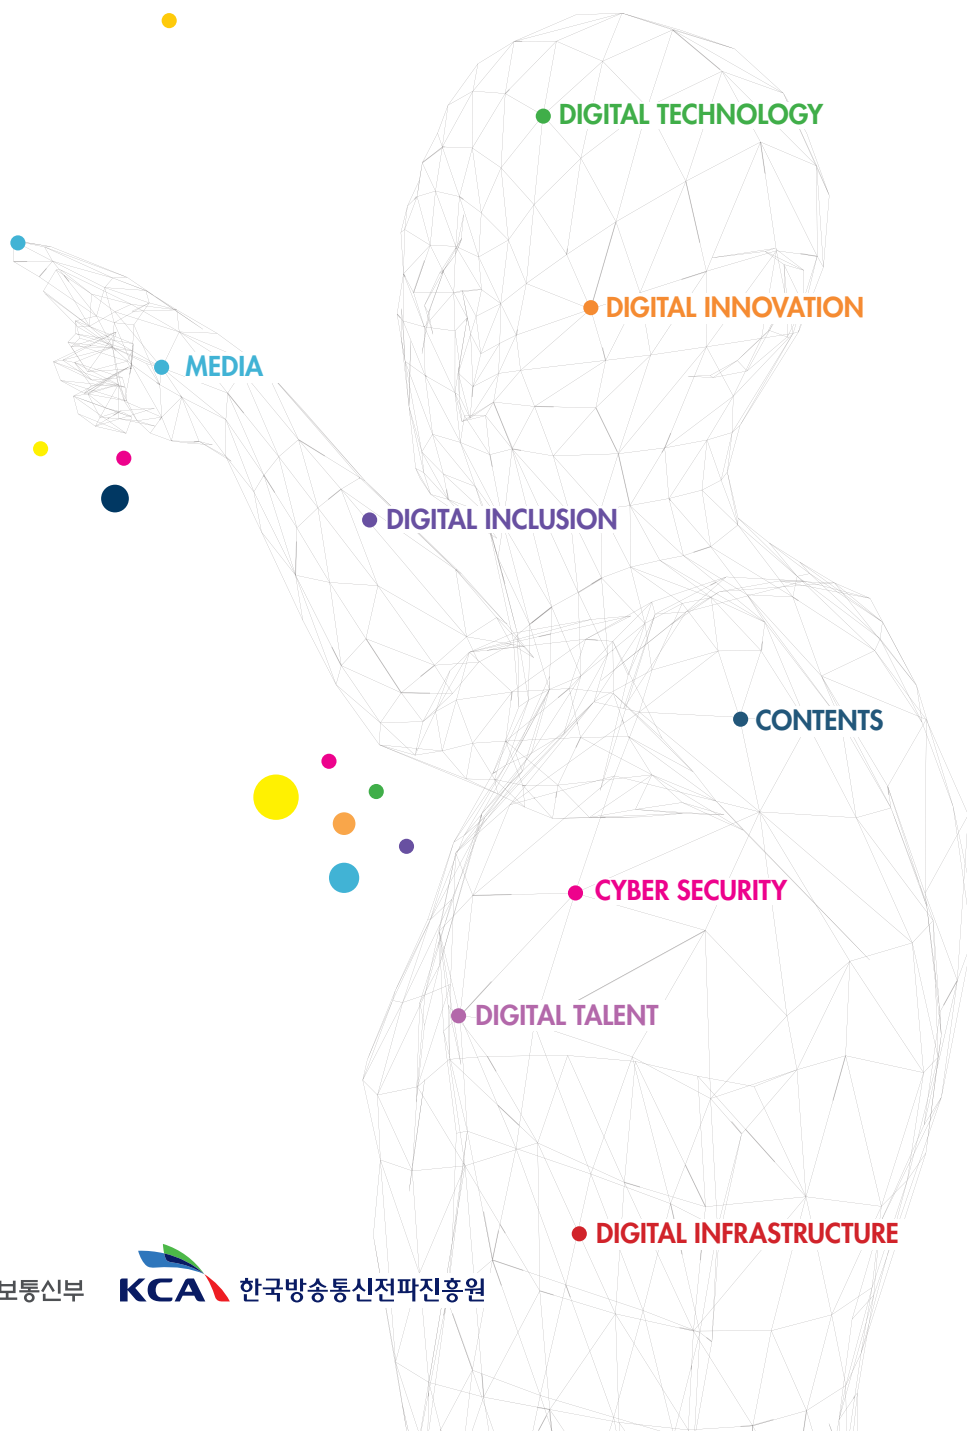 DIGITAL TECHNOLOGY
DIGITAL INNOVATION
MEDIA
DIGITAL INCLUSION
CONTENTS
CYBER SECURITY
DIGITAL TALENT
DIGITAL INFRASTRUCTURE
보통신부 KCA 한국방송통신전파진흥원